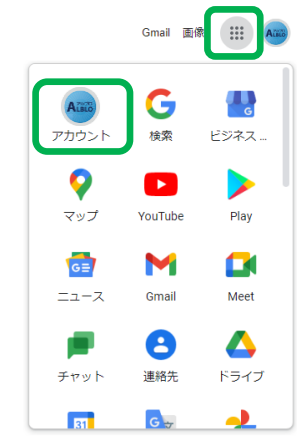 Gmail 画像
ALBLO
ALBLO
アカウント 検索 ビジネス ...
マップ YouTube Play
GE
ニュース Gmail Meet
チャット 連絡先 ドライブ
31 G